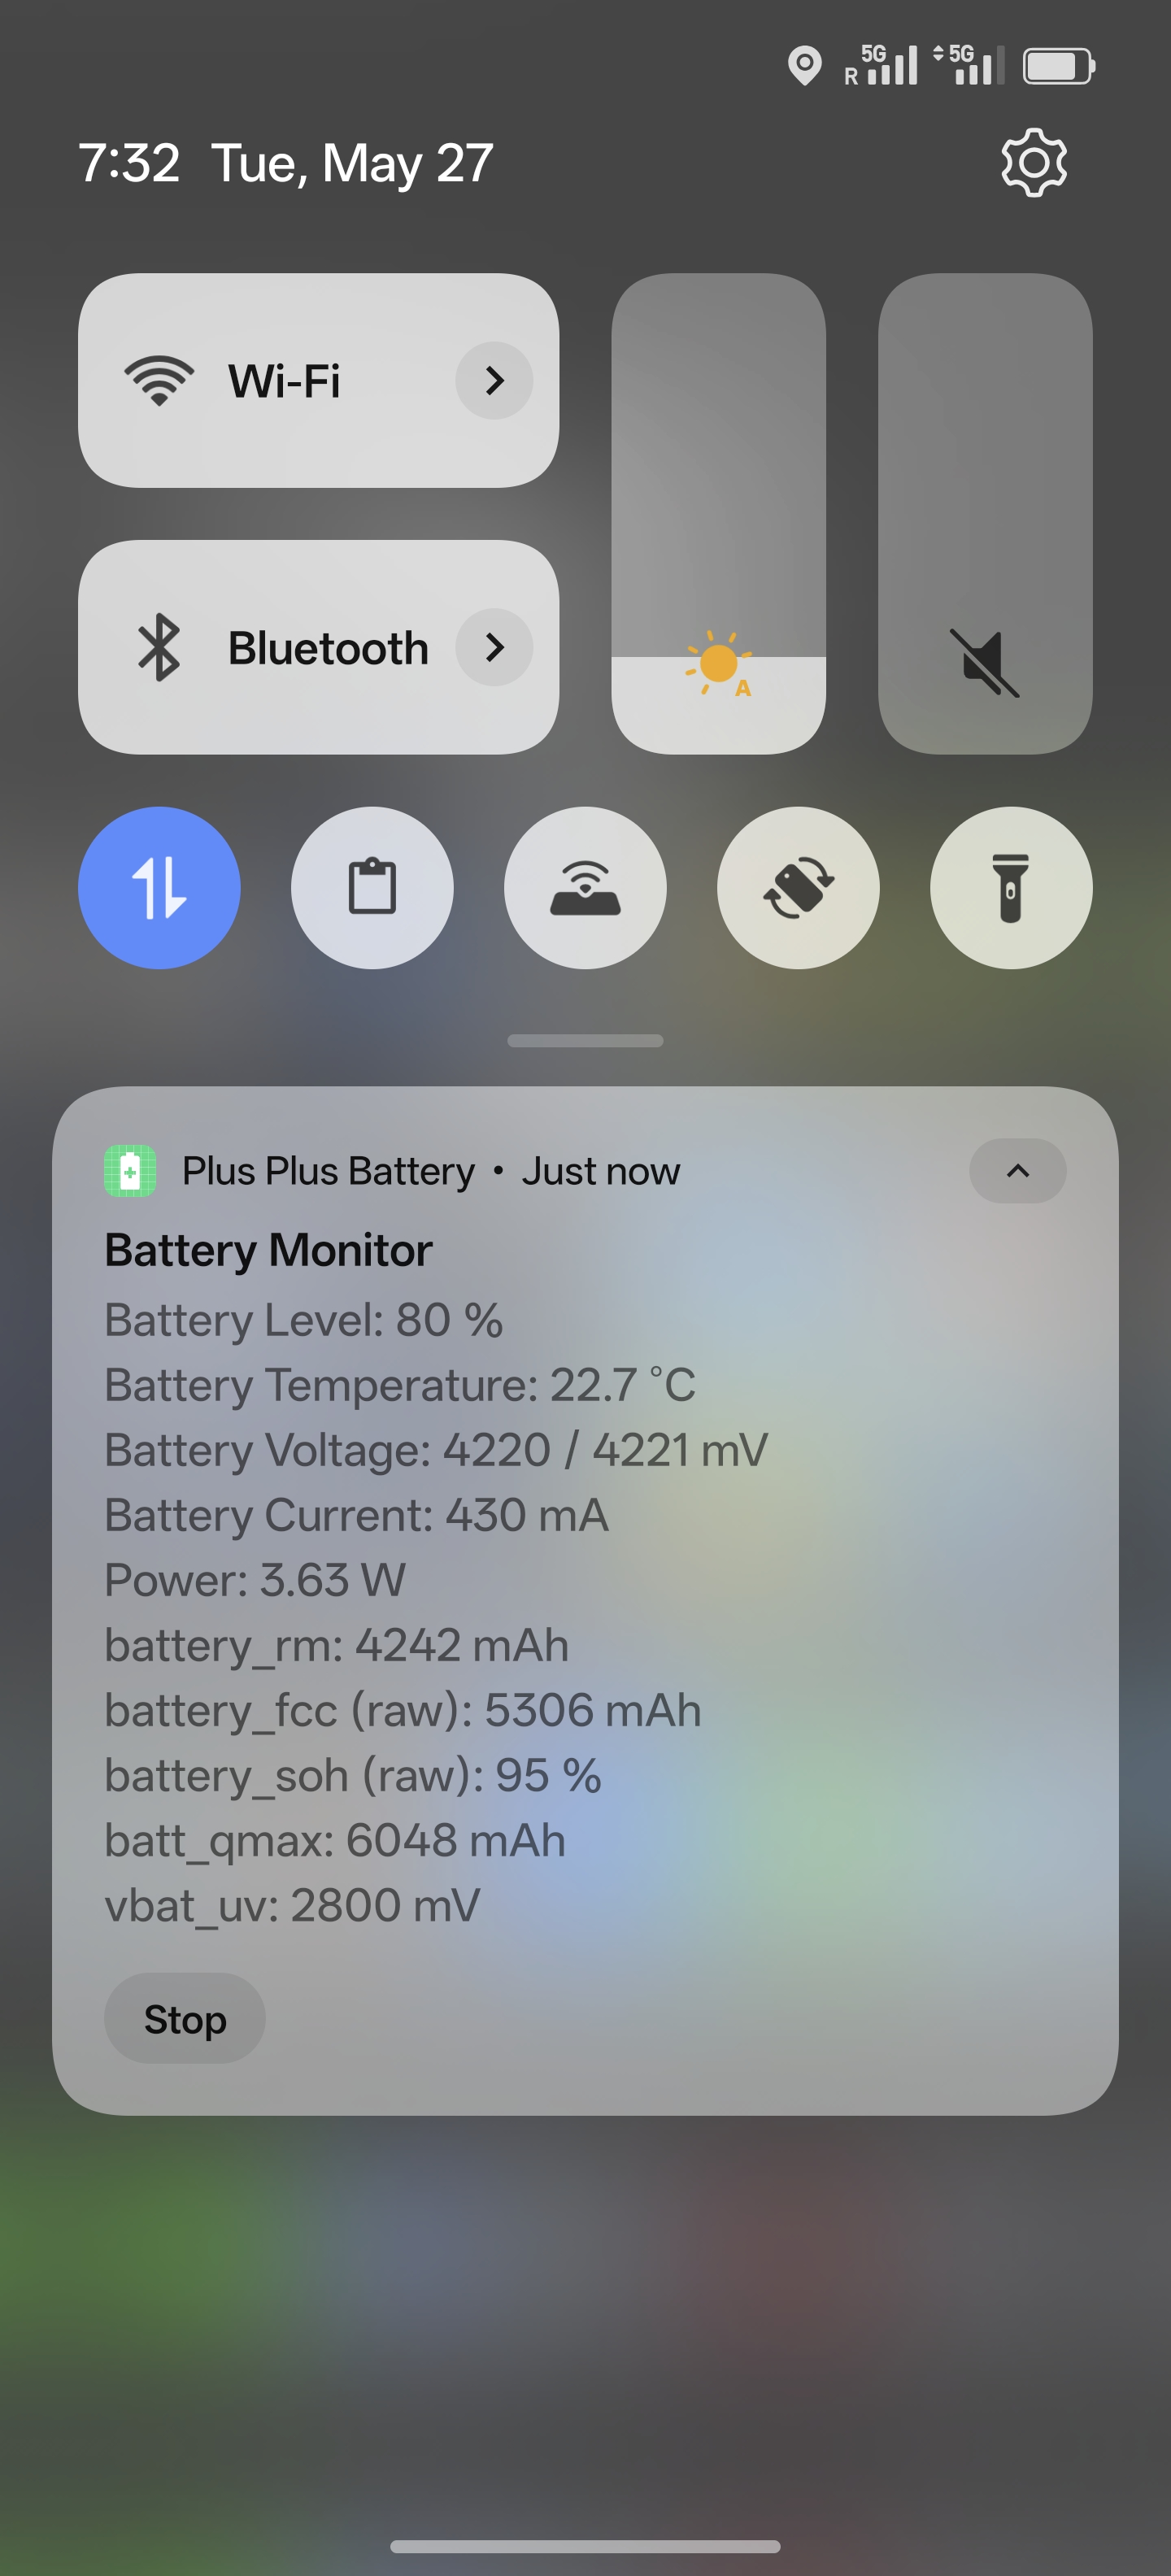 R 5G 5G
7:32 Tue, May 27
Wi-Fi
Bluetooth
A
Plus Plus Battery • Just now
Battery Monitor
Battery Level: 80 %
Battery Temperature: 22.7 °C
Battery Voltage: 4220 / 4221 mV
Battery Current: 430 mA
Power: 3.63 W
battery_rm: 4242 mAh
battery_fcc (raw): 5306 mAh
battery_soh (raw): 95 %
batt_qmax: 6048 mAh
vbat_uv: 2800 mV
Stop